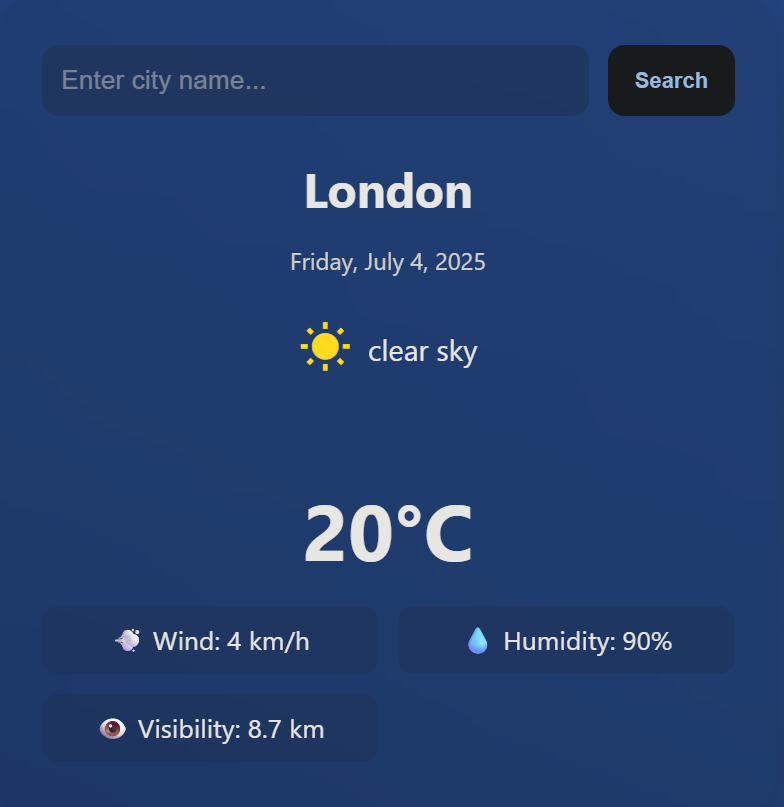 Enter city name...
Search
London
Friday, July 4, 2025
clear sky
20°C
Wind: 4 km/h
Humidity: 90%
Visibility: 8.7 km